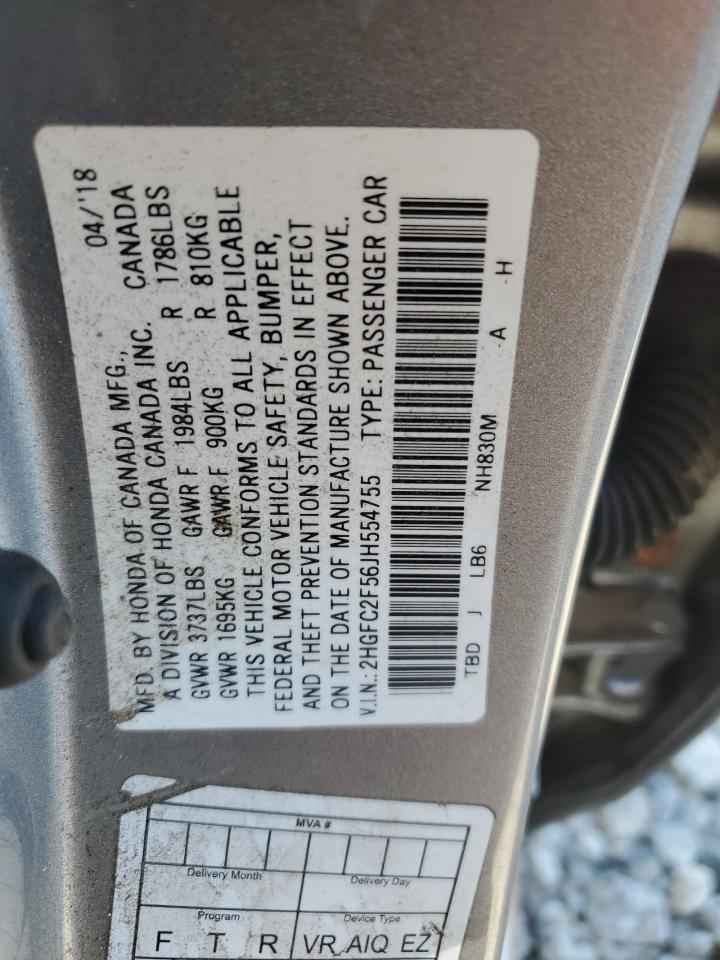 04/'18
MFD. BY HONDA OF CANADA MFG.,
A DIVISION OF HONDA CANADA INC. CANADA
GVWR 3737LBS GAWR F 1984LBS R 1786LBS
GVWR 1695KG GAWR F 900KG R 810KG
THIS VEHICLE CONFORMS TO ALL APPLICABLE
FEDERAL MOTOR VEHICLE SAFETY, BUMPER,
AND THEFT PREVENTION STANDARDS IN EFFECT
ON THE DATE OF MANUFACTURE SHOWN ABOVE.
V.I.N.: 2HGFC2F56JH554755 TYPE: PASSENGER CAR
TBD J LB6 NH830M -A -H
MVA #
Delivery Month Delivery Day
Program Device Type
F T R VR AIQ EZ